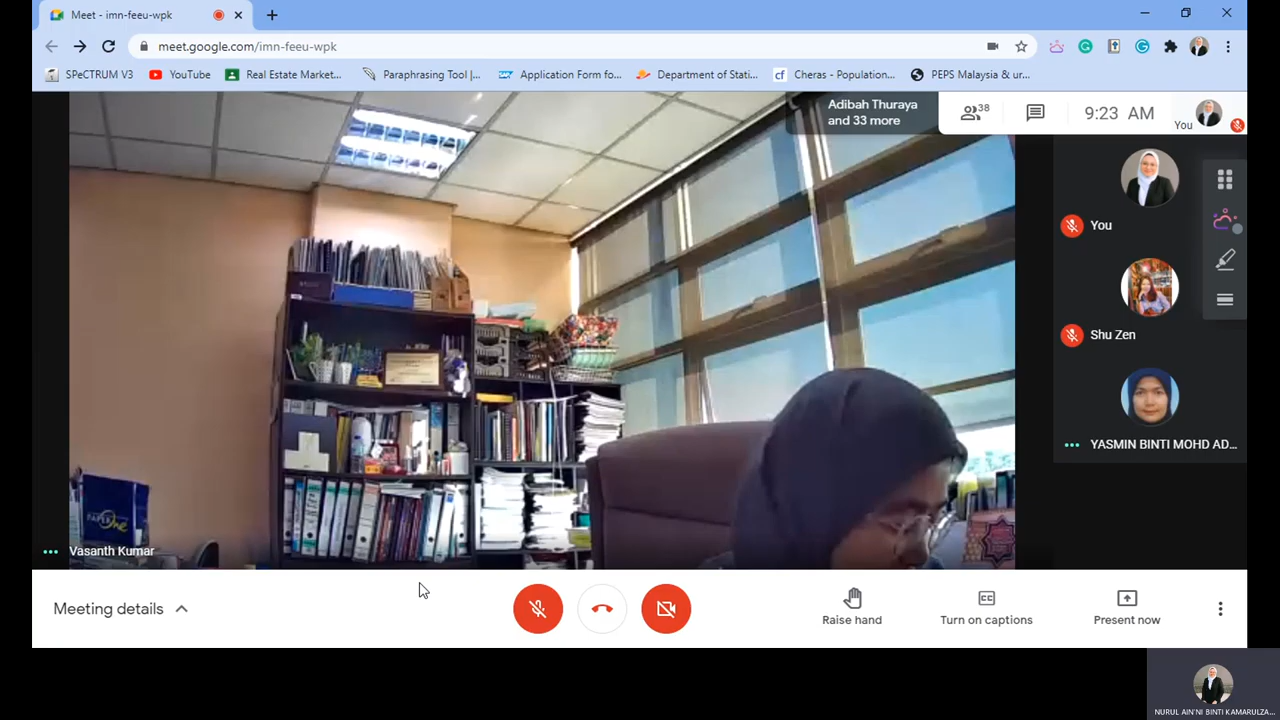 Meet - imn-feeu-wpk
meet.google.com/imn-feeu-wpk
SPeCTRUM V3
YouTube
Real Estate Market...
Paraphrasing Tool |...
Application Form fo...
Department of Stati...
Cheras - Population...
PEPS Malaysia & ur...
Adibah Thuraya
and 33 more
38
9:23 AM
You
You
Shu Zen
YASMIN BINTI MOHD AD...
PAPER
One
Vasanth Kumar
Meeting details
Raise hand
Turn on captions
Present now
NURUL AIN'NI BINTI KAMARULZA...